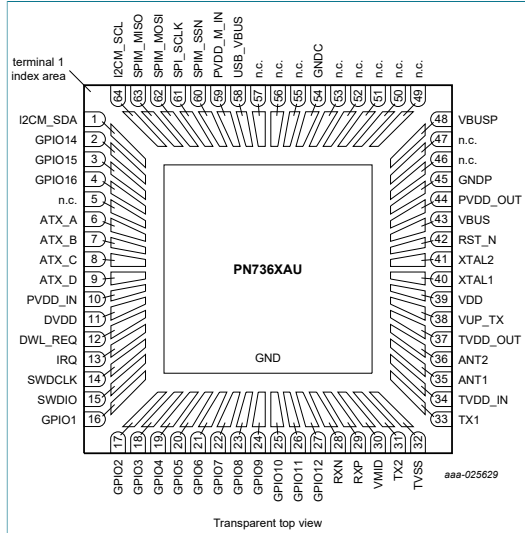 terminal 1
index area
64 I2CM_SCL
63 SPIM_MISO
62 SPIM_MOSI
61 SPI_SCLK
60 SPIM_SSN
59 PVDD_M_IN
58 USB_VBUS
57 n.c.
56 n.c.
55 n.c.
54 GNDC
53 n.c.
52 n.c.
51 n.c.
50 n.c.
49 n.c.
I2CM_SDA 1
GPIO14 2
GPIO15 3
GPIO16 4
n.c. 5
ATX_A 6
ATX_B 7
ATX_C 8
ATX_D 9
PVDD_IN 10
DVDD 11
DWL_REQ 12
IRQ 13
SWDCLK 14
SWDIO 15
GPIO1 16
PN736XAU
GND
48 VBUSP
47 n.c.
46 n.c.
45 GNDP
44 PVDD_OUT
43 VBUS
42 RST_N
41 XTAL2
40 XTAL1
39 VDD
38 VUP_TX
37 TVDD_OUT
36 ANT2
35 ANT1
34 TVDD_IN
33 TX1
GPIO2 17
GPIO3 18
GPIO4 19
GPIO5 20
GPIO6 21
GPIO7 22
GPIO8 23
GPIO9 24
GPIO10 25
GPIO11 26
GPIO12 27
RXN 28
RXP 29
VMID 30
TX2 31
TVSS 32
aaa-025629
Transparent top view